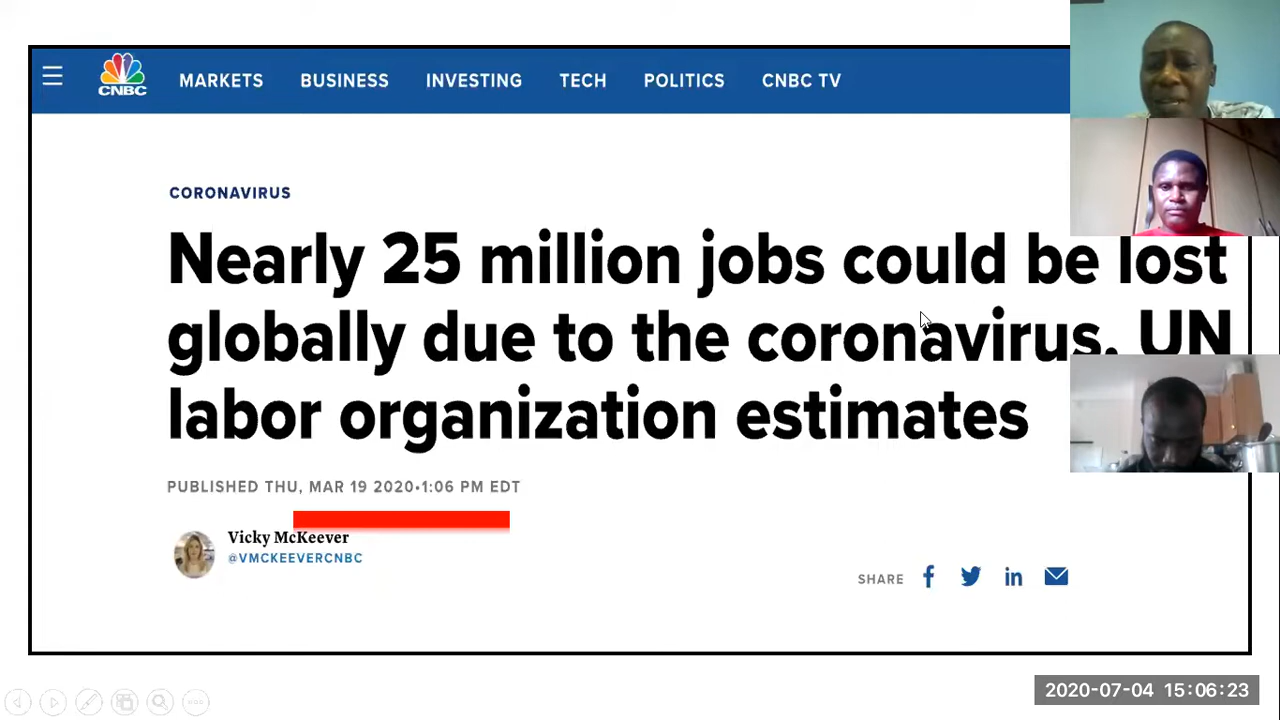 CNBC
MARKETS BUSINESS INVESTING TECH POLITICS CNBC TV
CORONAVIRUS
Nearly 25 million jobs could be lost
globally due to the coronavirus, UN
labor organization estimates
PUBLISHED THU, MAR 19 2020•1:06 PM EDT
Vicky McKeever
@VMCKEEVERCNBC
SHARE
2020-07-04 15:06:23